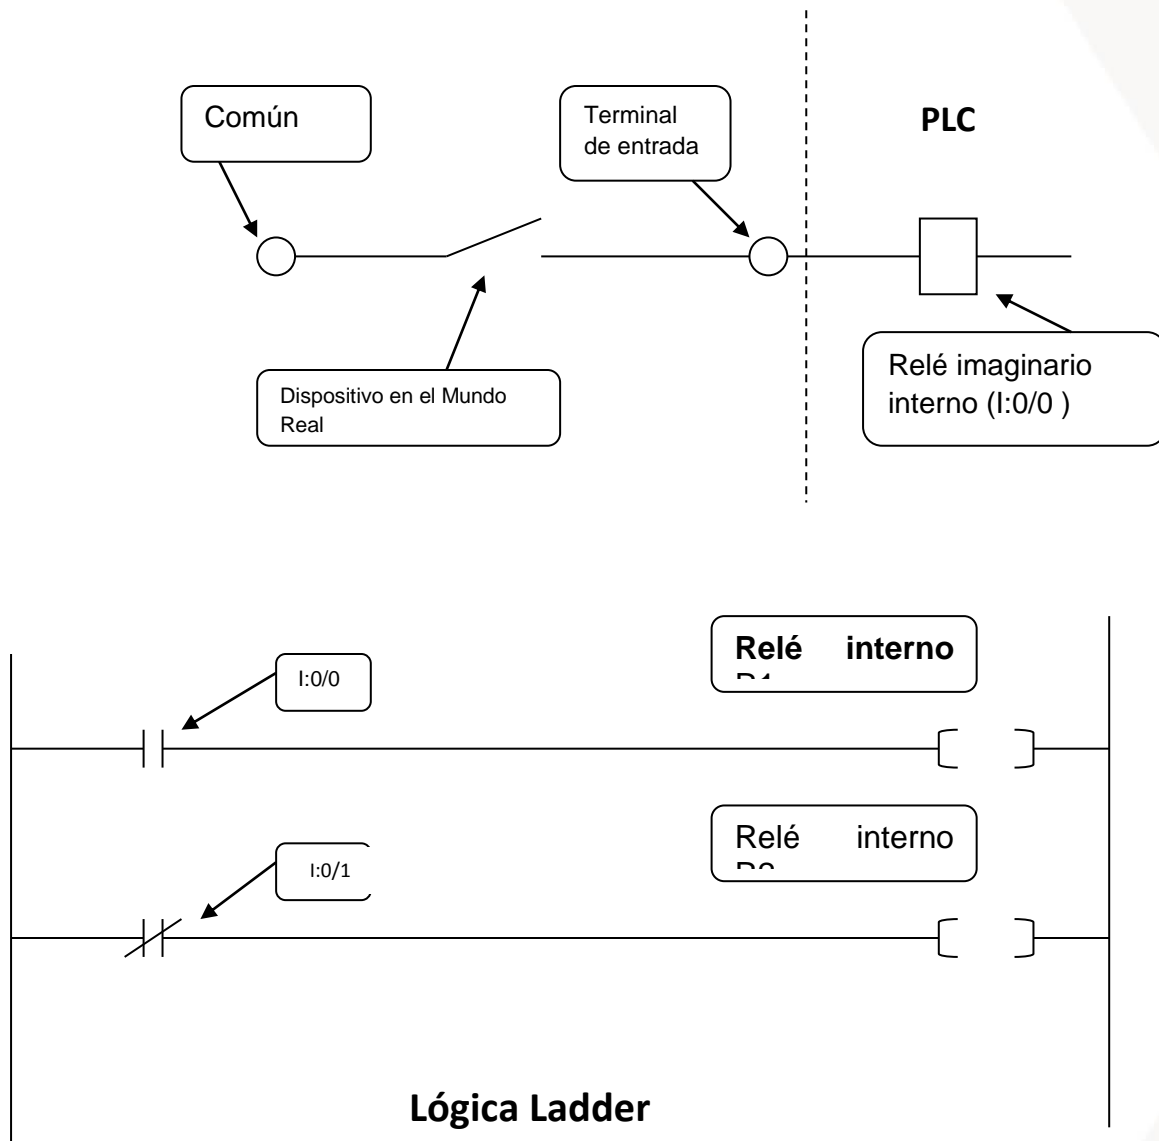 Común
Terminal
de entrada
PLC
Dispositivo en el Mundo
Real
Relé imaginario
interno (I:0/0 )
I:0/0
Relé interno
I:0/1
Relé interno
Lógica Ladder